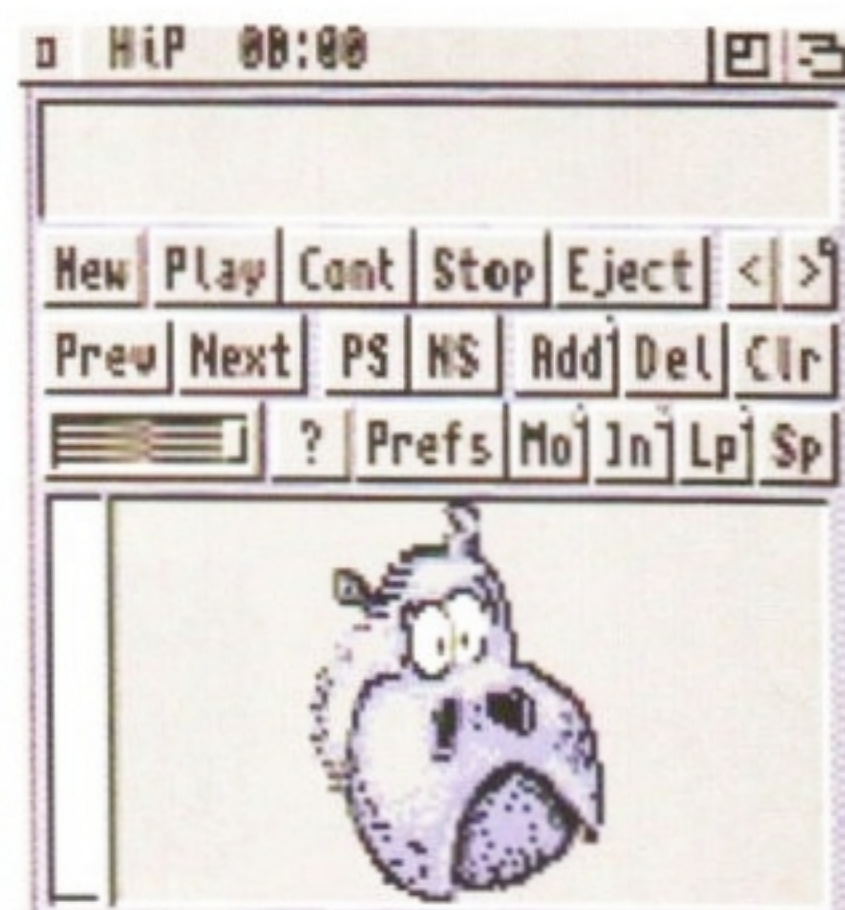 HiP 00:00
New Play Cont Stop Eject < >
Prev Next PS NS Add Del Clr
? Prefs Mo In Lp Sp